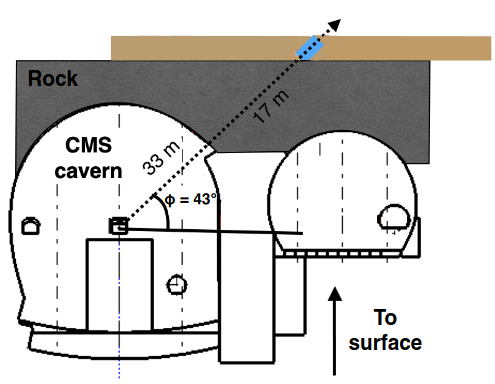 Rock
CMS
cavern
33 m
17 m
ϕ = 43°
To
surface